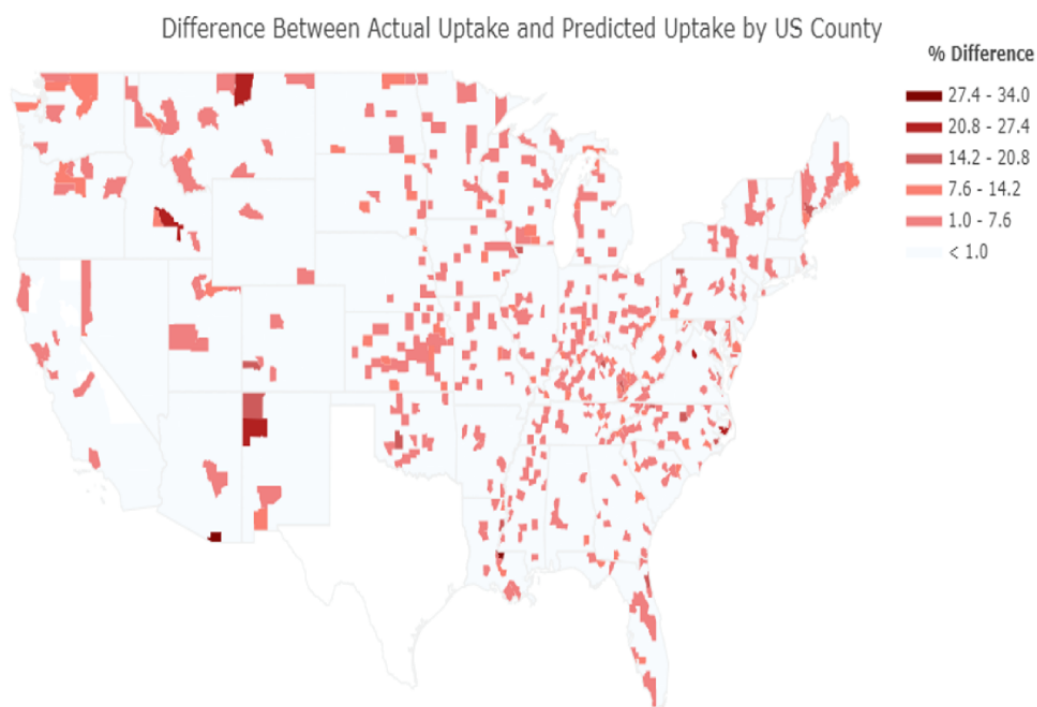 Difference Between Actual Uptake and Predicted Uptake by US County
% Difference
27.4 - 34.0
20.8 - 27.4
14.2 - 20.8
7.6 - 14.2
1.0 - 7.6
< 1.0